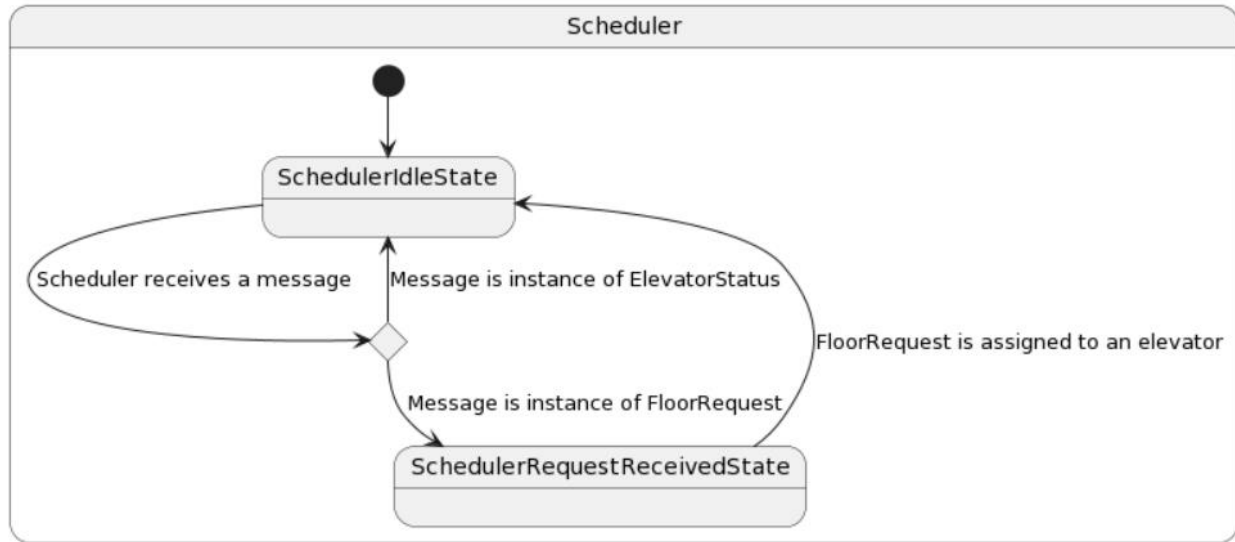 Scheduler
SchedulerIdleState
Scheduler receives a message
Message is instance of ElevatorStatus
FloorRequest is assigned to an elevator
Message is instance of FloorRequest
SchedulerRequestReceivedState